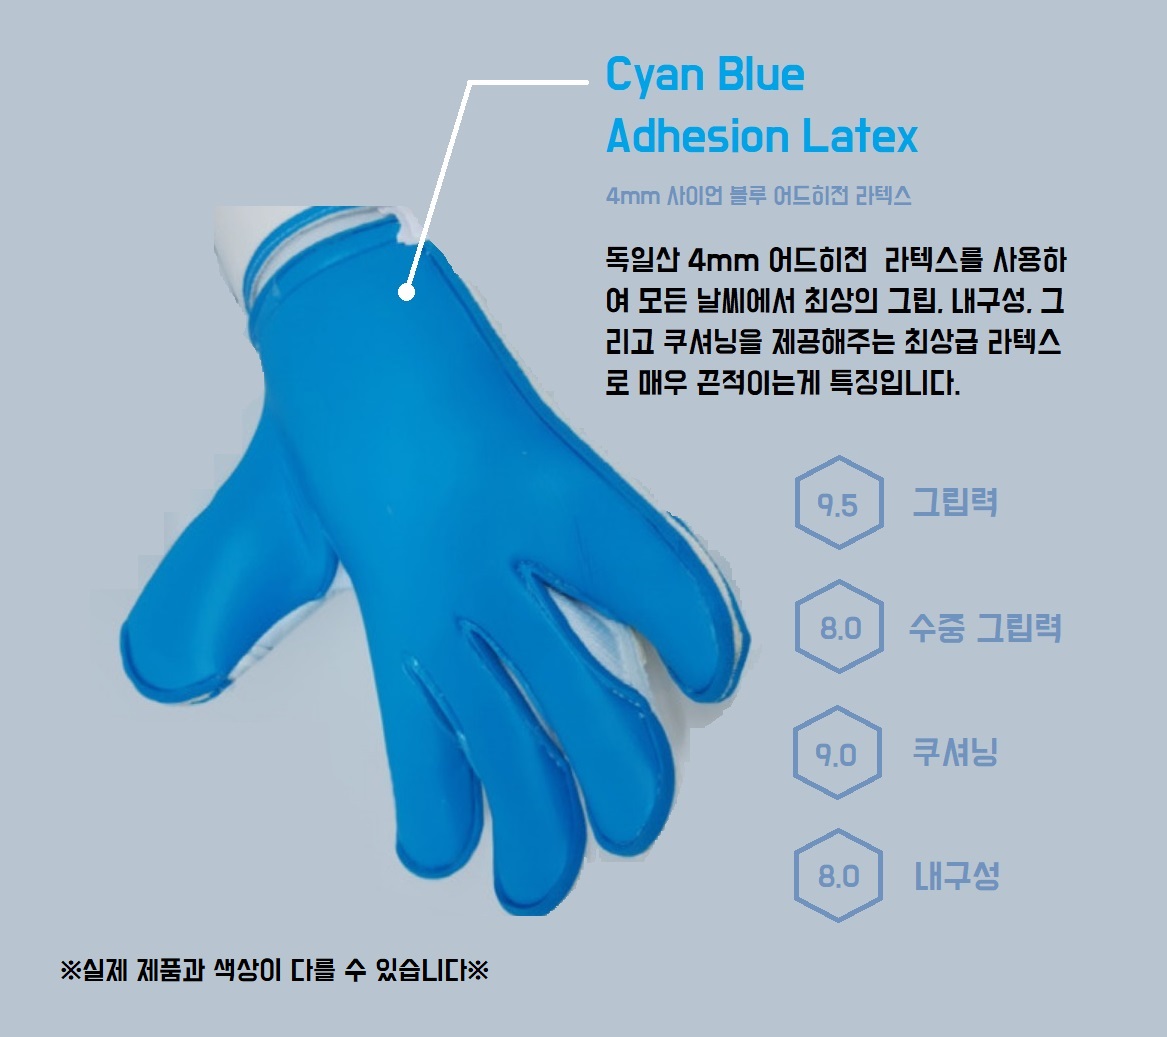 Cyan Blue
Adhesion Latex
4mm 사이언 블루 어드히전 라텍스
독일산 4mm 어드히전 라텍스를 사용하
여 모든 날씨에서 최상의 그립, 내구성, 그
리고 쿠셔닝을 제공해주는 최상급 라텍스
로 매우 끈적이는게 특징입니다.
9.5 그립력
8.0 수중 그립력
9.0 쿠셔닝
8.0 내구성
※실제 제품과 색상이 다를 수 있습니다※